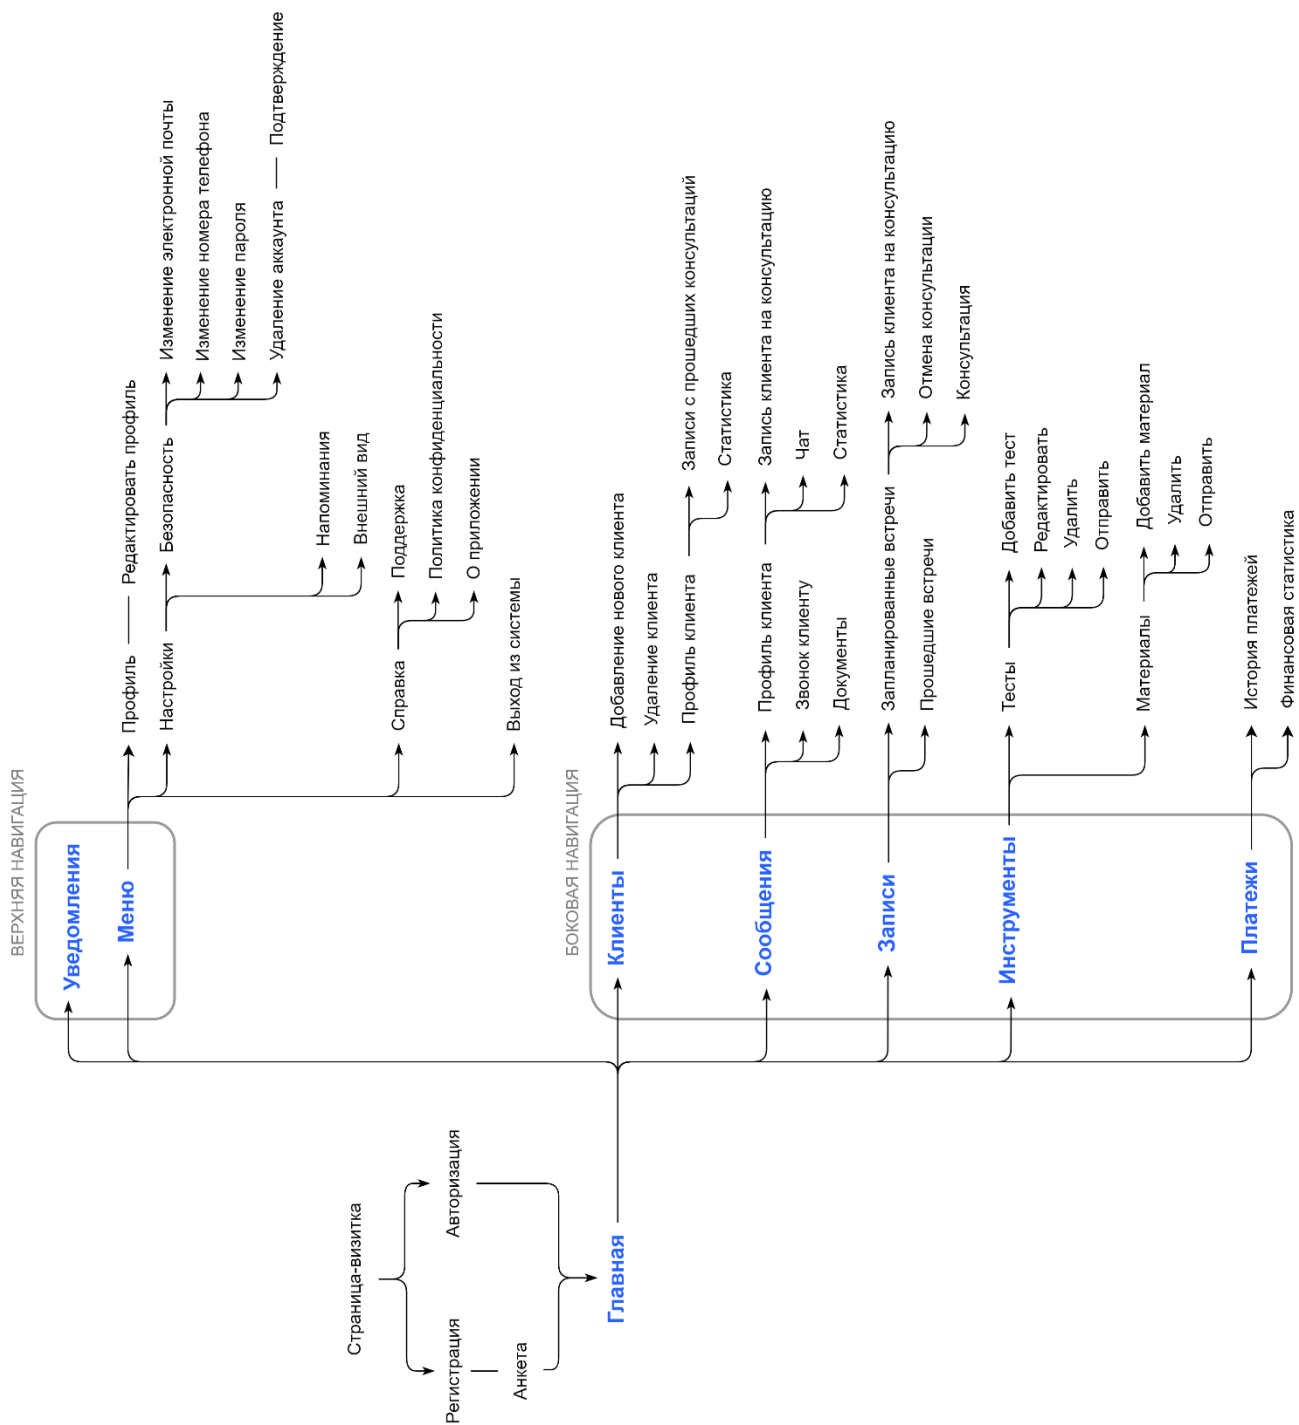 Страница-визитка
Регистрация
Авторизация
Анкета
Главная
ВЕРХНЯЯ НАВИГАЦИЯ
Уведомления
Меню
Профиль
Редактировать профиль
Настройки
Безопасность
Изменение электронной почты
Изменение номера телефона
Изменение пароля
Удаление аккаунта
Подтверждение
Напоминания
Внешний вид
Справка
Поддержка
Политика конфиденциальности
О приложении
Выход из системы
БОКОВАЯ НАВИГАЦИЯ
Клиенты
Добавление нового клиента
Удаление клиента
Профиль клиента
Записи с прошедших консультаций
Статистика
Сообщения
Профиль клиента
Запись клиента на консультацию
Чат
Статистика
Звонок клиенту
Документы
Записи
Запланированные встречи
Запись клиента на консультацию
Отмена консультации
Консультация
Прошедшие встречи
Инструменты
Тесты
Добавить тест
Редактировать
Удалить
Отправить
Материалы
Добавить материал
Удалить
Отправить
Платежи
История платежей
Финансовая статистика